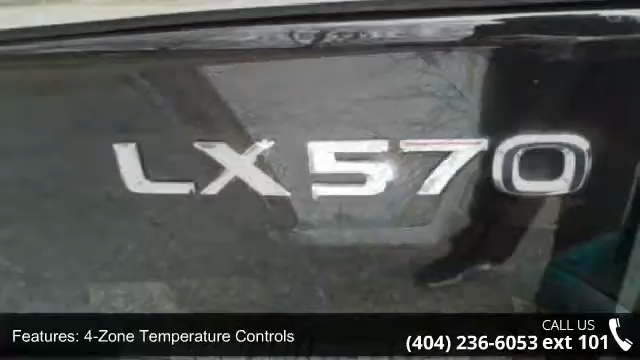 LX570
Features: 4-Zone Temperature Controls
CALL US
(404) 236-6053 ext 101